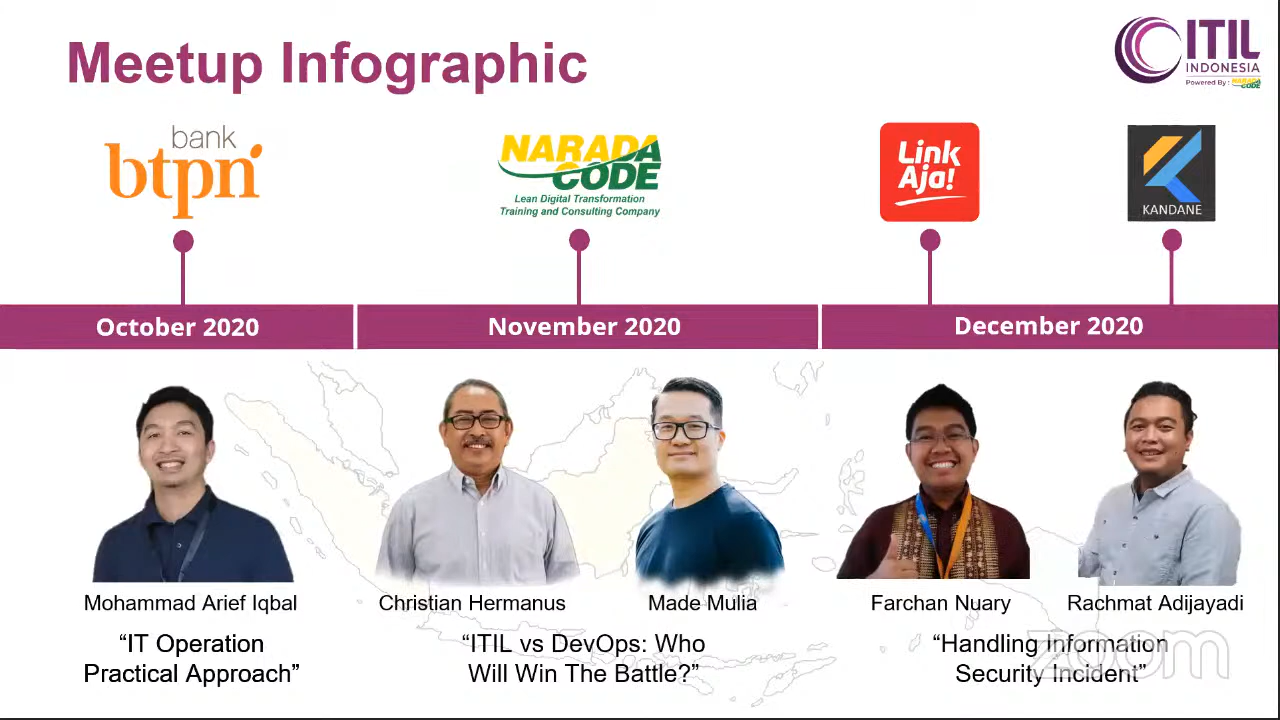 Meetup Infographic
ITIL
INDONESIA
Powered By : NARADA
CODE
bank
btpn
NARADA
CODE
Lean Digital Transformation
Training and Consulting Company
Link
Aja!
KANDANE
October 2020
November 2020
December 2020
Mohammad Arief Iqbal
Christian Hermanus
Made Mulia
Farchan Nuary
Rachmat Adijayadi
“IT Operation
Practical Approach”
“ITIL vs DevOps: Who
Will Win The Battle?”
“Handling Information
Security Incident”
zoom